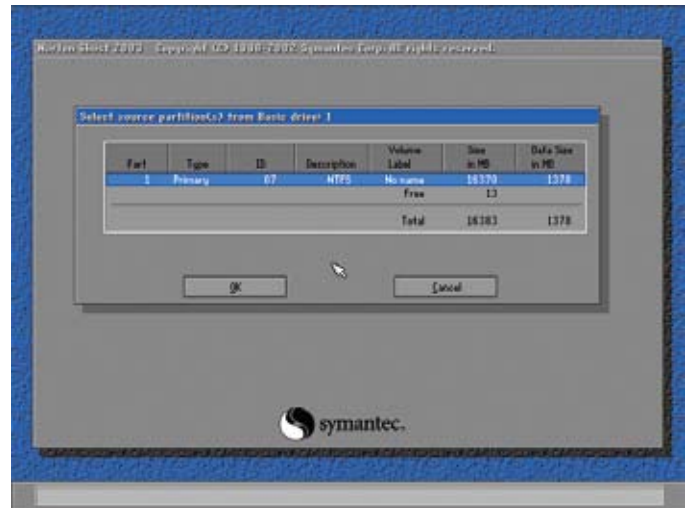 Norton Ghost 2003   Copyright (C) 1998-2002 Symantec Corp. All rights reserved.
Select source partition(s) from Basic drive: 1
Part Type ID Description Volume Label Size in MB Data Size in MB
1 Primary 07 NTFS No name 16370 1378
Free 13
Total 16383 1378
OK Cancel
symantec.